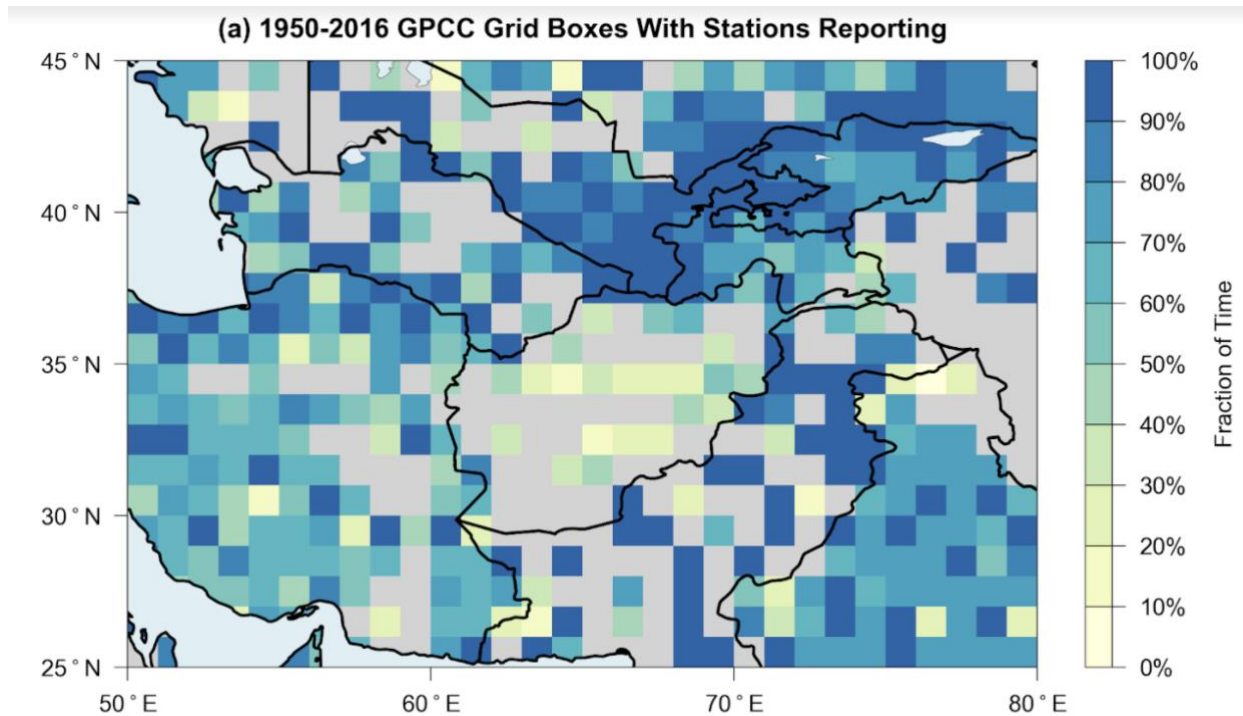 (a) 1950-2016 GPCC Grid Boxes With Stations Reporting
45°N
40°N
35°N
30°N
25°N
50°E
60°E
70°E
80°E
100%
90%
80%
70%
60%
50%
40%
30%
20%
10%
0%
Fraction of Time